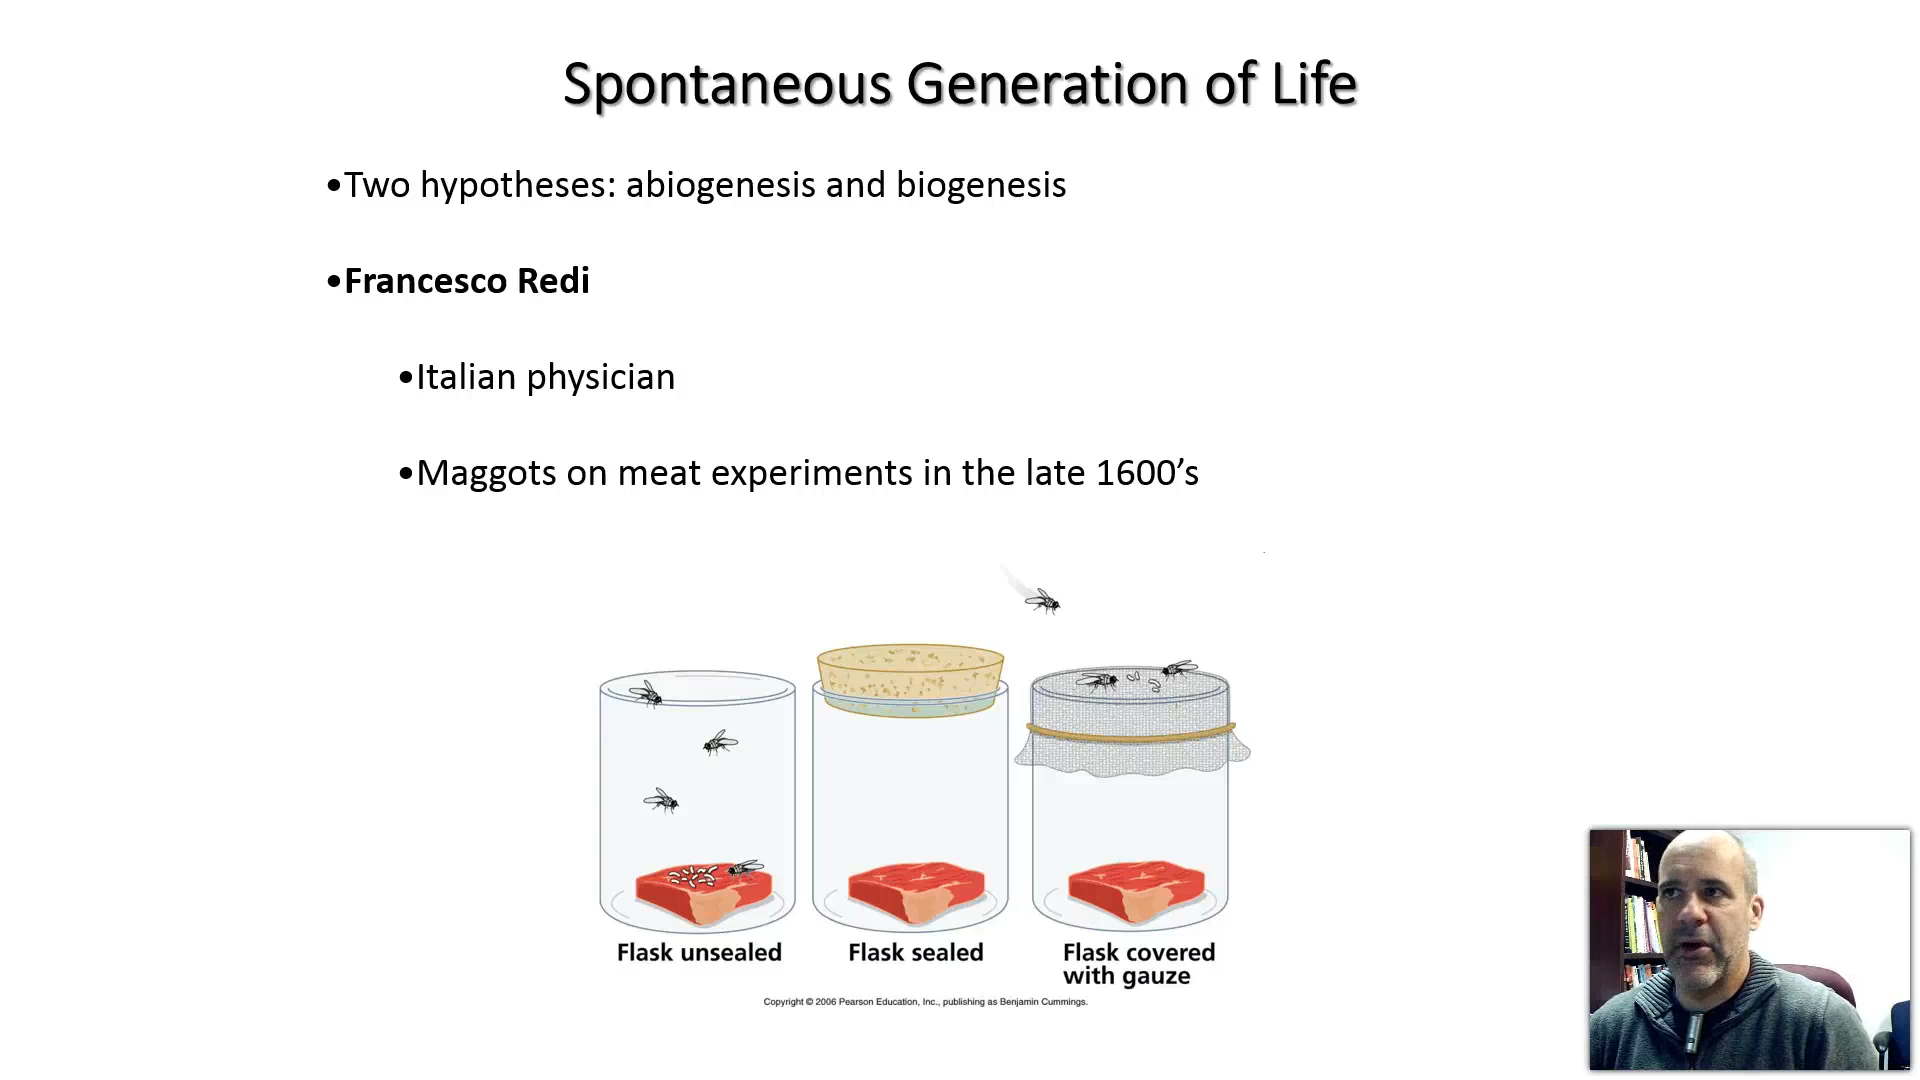 Spontaneous Generation of Life
•Two hypotheses: abiogenesis and biogenesis
•Francesco Redi
•Italian physician
•Maggots on meat experiments in the late 1600’s
Flask unsealed
Flask sealed
Flask covered
with gauze
Copyright © 2006 Pearson Education, Inc., publishing as Benjamin Cummings.